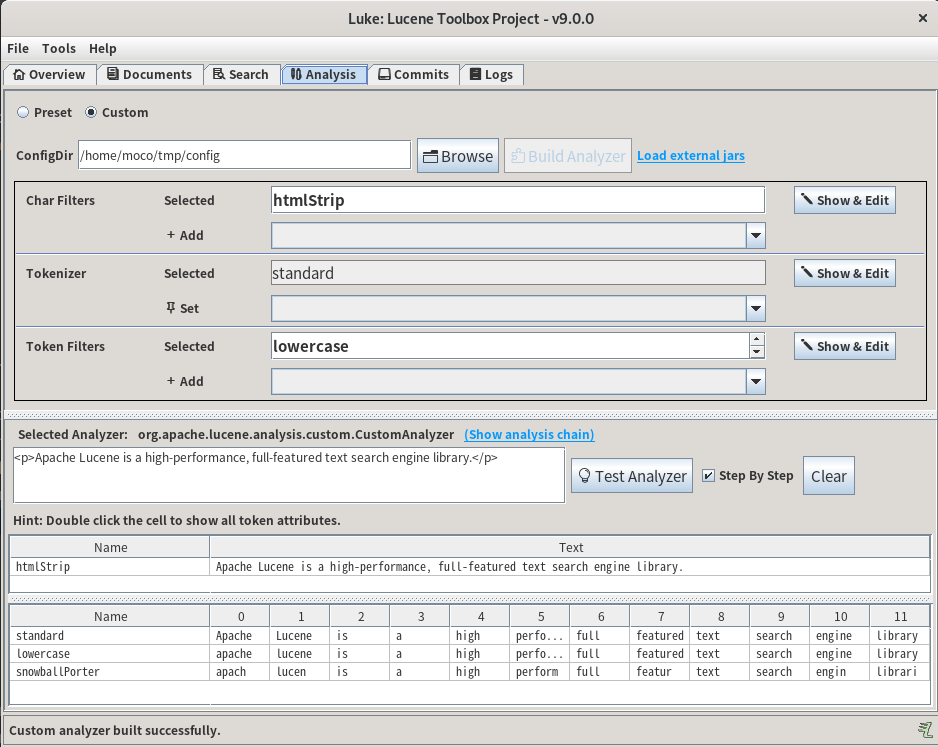 Luke: Lucene Toolbox Project - v9.0.0
File Tools Help
Overview Documents Search Analysis Commits Logs
Preset Custom
ConfigDir /home/moco/tmp/config Browse Build Analyzer Load external jars
Char Filters Selected htmlStrip Show & Edit
+ Add
Tokenizer Selected standard Show & Edit
Set
Token Filters Selected lowercase Show & Edit
+ Add
Selected Analyzer: org.apache.lucene.analysis.custom.CustomAnalyzer (Show analysis chain)
<p>Apache Lucene is a high-performance, full-featured text search engine library.</p>
Test Analyzer Step By Step Clear
Hint: Double click the cell to show all token attributes.
Name Text
htmlStrip Apache Lucene is a high-performance, full-featured text search engine library.
Name 0 1 2 3 4 5 6 7 8 9 10 11
standard Apache Lucene is a high perfo... full featured text search engine library
lowercase apache lucene is a high perfo... full featured text search engine library
snowballPorter apach lucen is a high perform full featur text search engin librari
Custom analyzer built successfully.